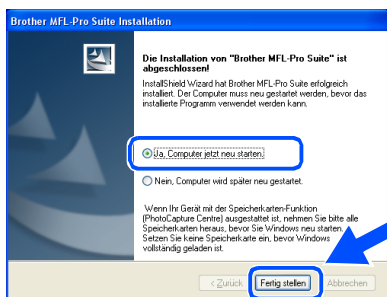 Brother MFL-Pro Suite Installation
Die Installation von "Brother MFL-Pro Suite" ist
abgeschlossen!
InstallShield Wizard hat Brother MFL-Pro Suite erfolgreich
installiert. Der Computer muss neu gestartet werden, bevor das
installierte Programm verwendet werden kann.
Ja, Computer jetzt neu starten.
Nein, Computer wird später neu gestartet.
Wenn Ihr Gerät mit der Speicherkarten-Funktion
(PhotoCapture Centre) ausgestattet ist, nehmen Sie bitte alle
Speicherkarten heraus, bevor Sie Windows neu starten.
Setzen Sie keine Speicherkarte ein, bevor Windows
vollständig geladen ist.
< Zurück
Fertig stellen
Abbrechen